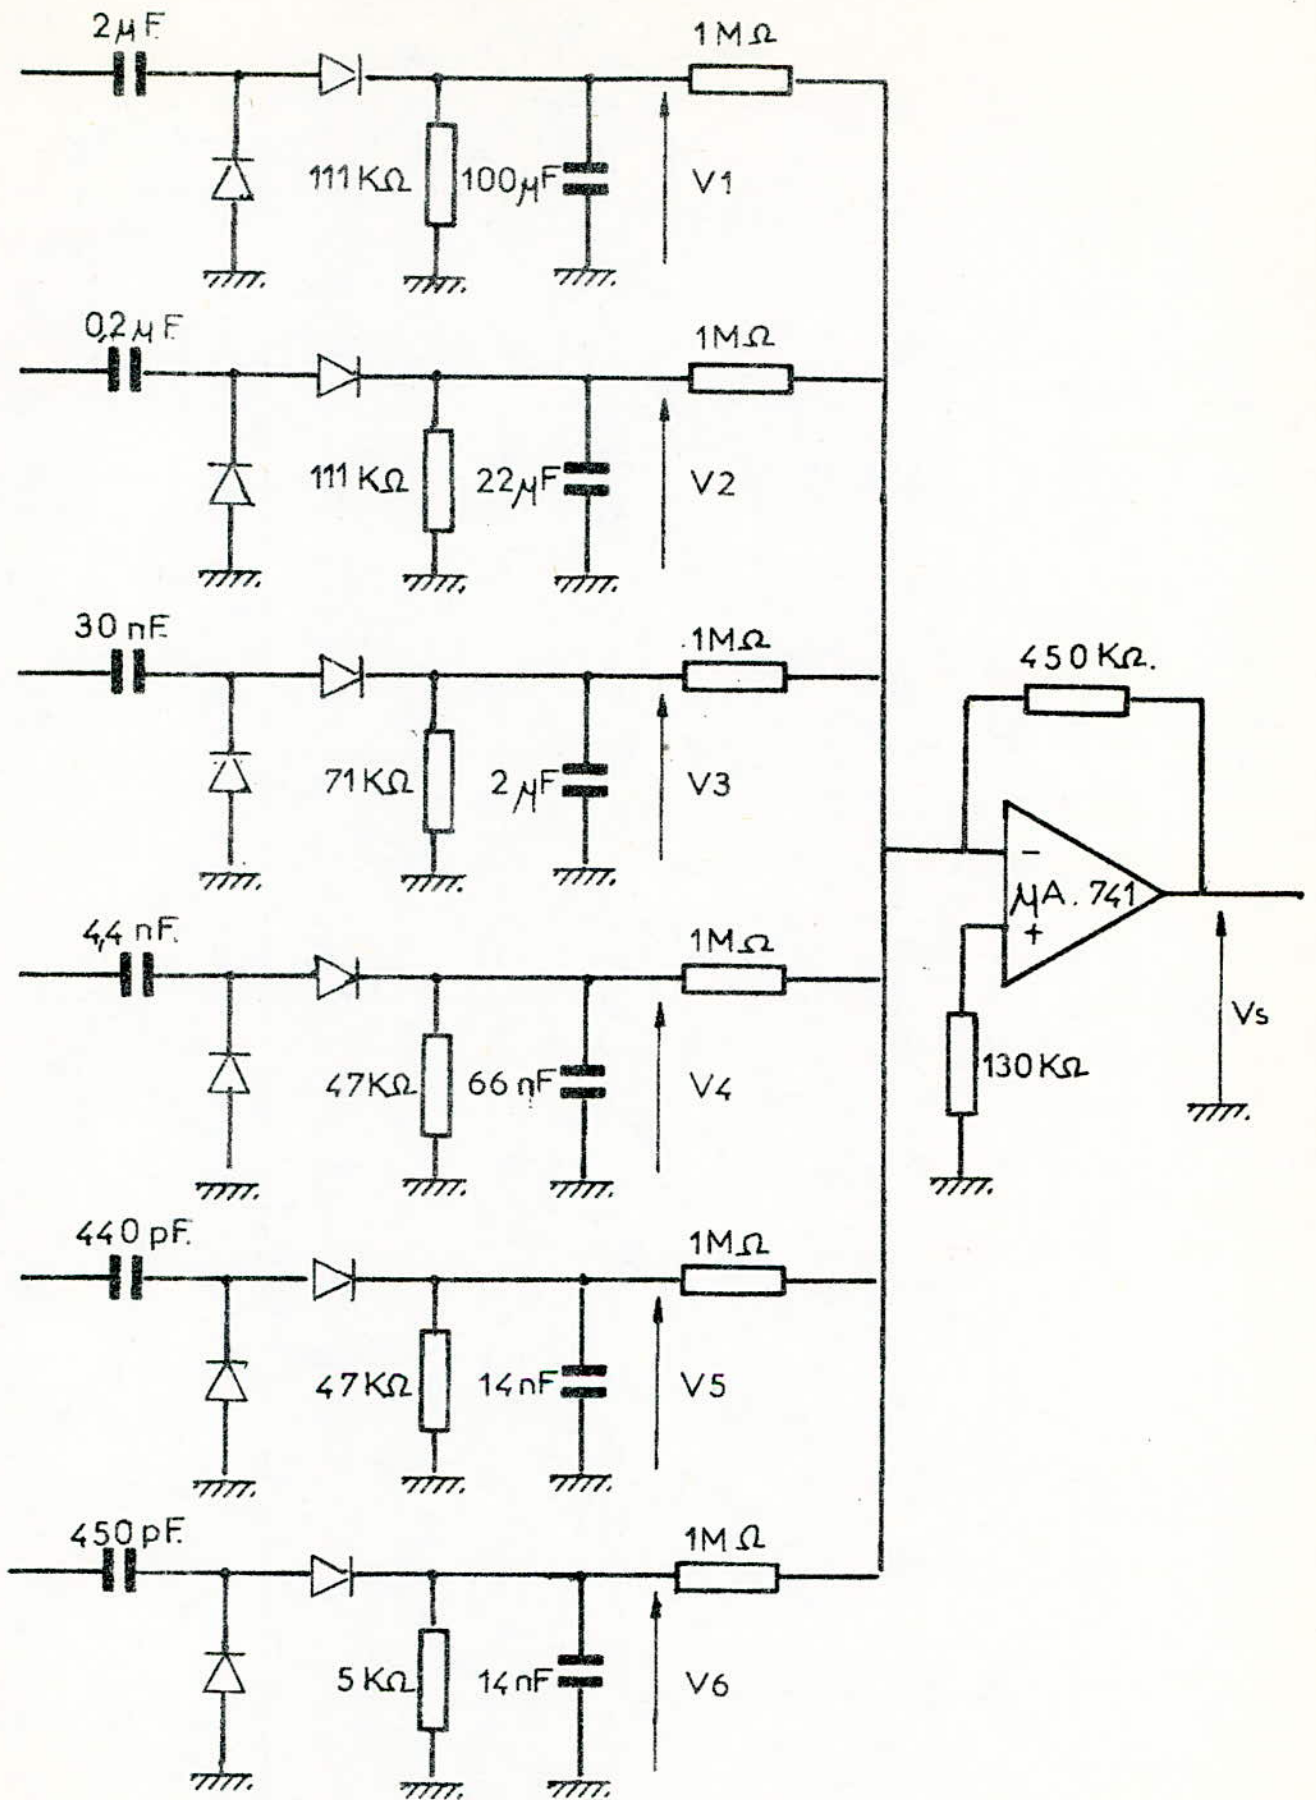 2µF.
1MΩ
111KΩ
100µF
V1
0,2µF.
1MΩ
111KΩ
22µF
V2
30nF.
1MΩ
450KΩ.
71KΩ
2µF
V3
-
µA.741
+
4,4nF.
1MΩ
Vs
47KΩ
66nF
V4
130KΩ
440pF.
1MΩ
47KΩ
14nF
V5
450pF.
1MΩ
5KΩ
14nF
V6